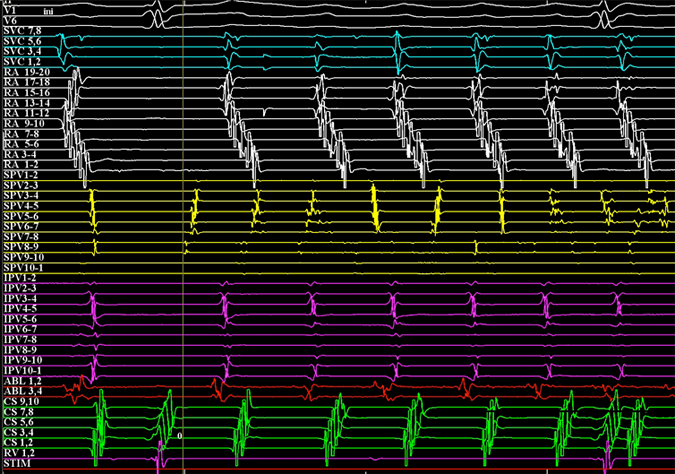 II
V1 ini
V6
SVC 7,8
SVC 5,6
SVC 3,4
SVC 1,2
RA 19-20
RA 17-18
RA 15-16
RA 13-14
RA 11-12
RA 9-10
RA 7-8
RA 5-6
RA 3-4
RA 1-2
SPV1-2
SPV2-3
SPV3-4
SPV4-5
SPV5-6
SPV6-7
SPV7-8
SPV8-9
SPV9-10
SPV10-1
IPV1-2
IPV2-3
IPV3-4
IPV4-5
IPV5-6
IPV6-7
IPV7-8
IPV8-9
IPV9-10
IPV10-1
ABL 1,2
ABL 3,4
CS 9,10
CS 7,8
CS 5,6
CS 3,4
0
CS 1,2
RV 1,2
STIM